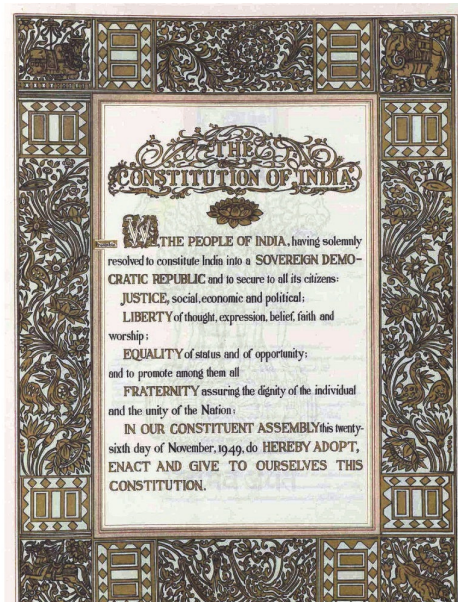 THE
CONSTITUTION OF INDIA
WE, THE PEOPLE OF INDIA, having solemnly
resolved to constitute India into a SOVEREIGN DEMO-
CRATIC REPUBLIC and to secure to all its citizens:
JUSTICE, social, economic and political;
LIBERTY of thought, expression, belief, faith and
worship;
EQUALITY of status and of opportunity;
and to promote among them all
FRATERNITY assuring the dignity of the individual
and the unity of the Nation;
IN OUR CONSTITUENT ASSEMBLY this twenty-
sixth day of November, 1949, do HEREBY ADOPT,
ENACT AND GIVE TO OURSELVES THIS
CONSTITUTION.